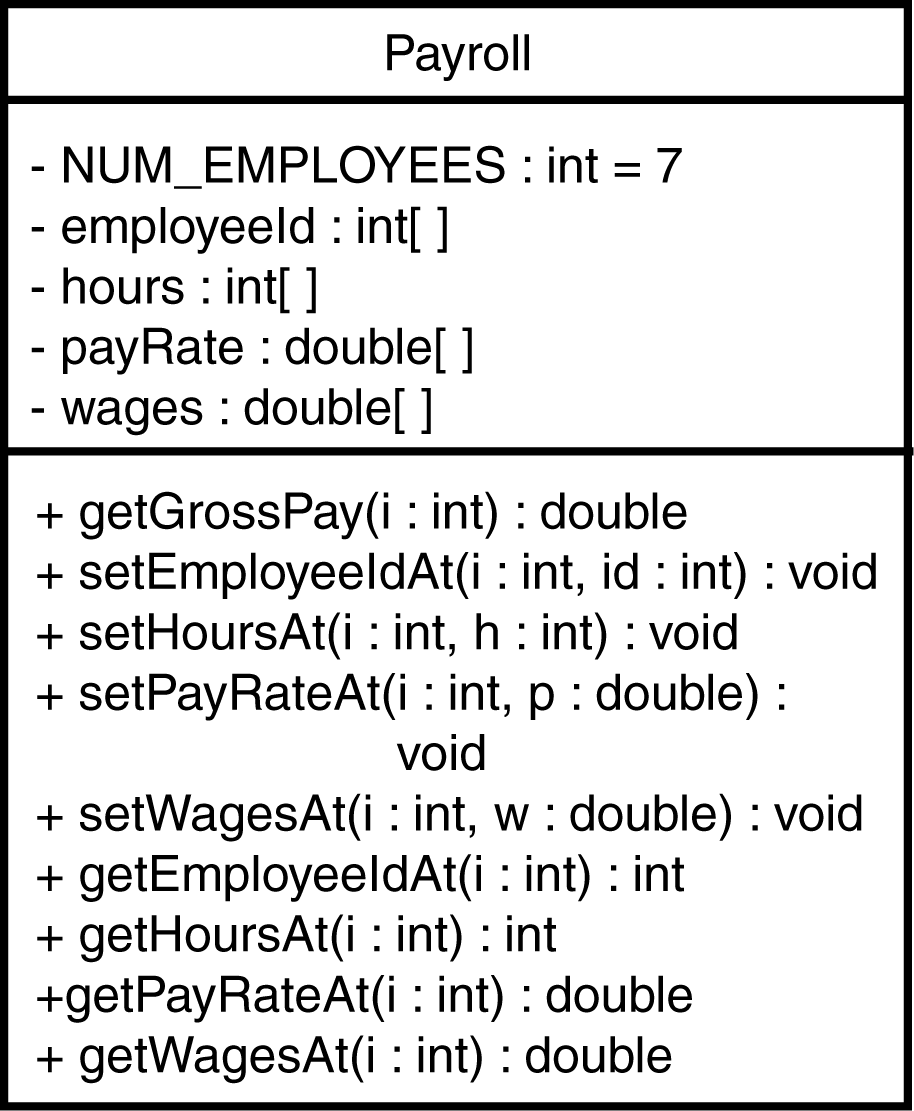 Payroll
- NUM_EMPLOYEES : int = 7
- employeeId : int[ ]
- hours : int[ ]
- payRate : double[ ]
- wages : double[ ]
+ getGrossPay(i : int) : double
+ setEmployeeIdAt(i : int, id : int) : void
+ setHoursAt(i : int, h : int) : void
+ setPayRateAt(i : int, p : double) :
void
+ setWagesAt(i : int, w : double) : void
+ getEmployeeIdAt(i : int) : int
+ getHoursAt(i : int) : int
+getPayRateAt(i : int) : double
+ getWagesAt(i : int) : double